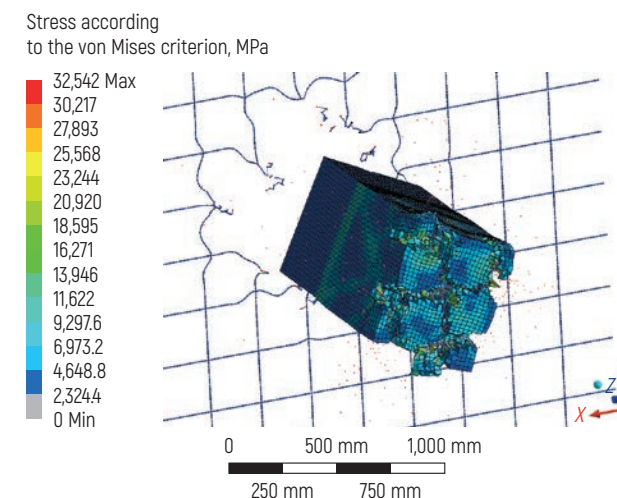 Stress according
to the von Mises criterion, MPa
32,542 Max
30,217
27,893
25,568
23,244
20,920
18,595
16,271
13,946
11,622
9,297.6
6,973.2
4,648.8
2,324.4
0 Min
Z
X
0 500 mm 1,000 mm
250 mm 750 mm